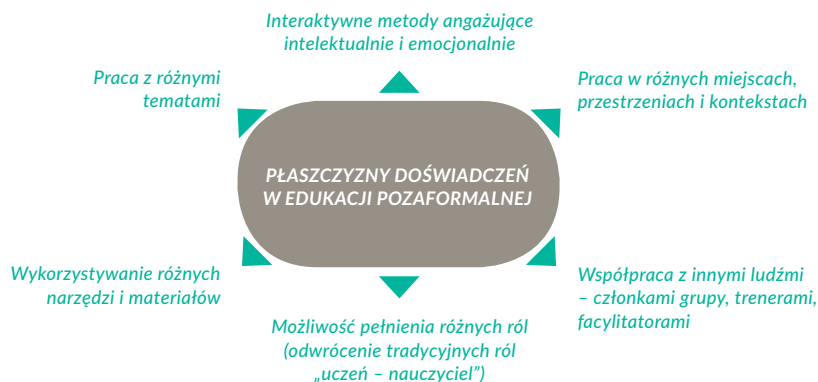 Interaktywne metody angażujące
intelektualnie i emocjonalnie
Praca z różnymi
tematami
Praca w różnych miejscach,
przestrzeniach i kontekstach
PŁASZCZYZNY DOŚWIADCZEŃ
W EDUKACJI POZAFORMALNEJ
Wykorzystywanie różnych
narzędzi i materiałów
Współpraca z innymi ludźmi
– członkami grupy, trenerami,
facylitatorami
Możliwość pełnienia różnych ról
(odwrócenie tradycyjnych ról
„uczeń – nauczyciel”)